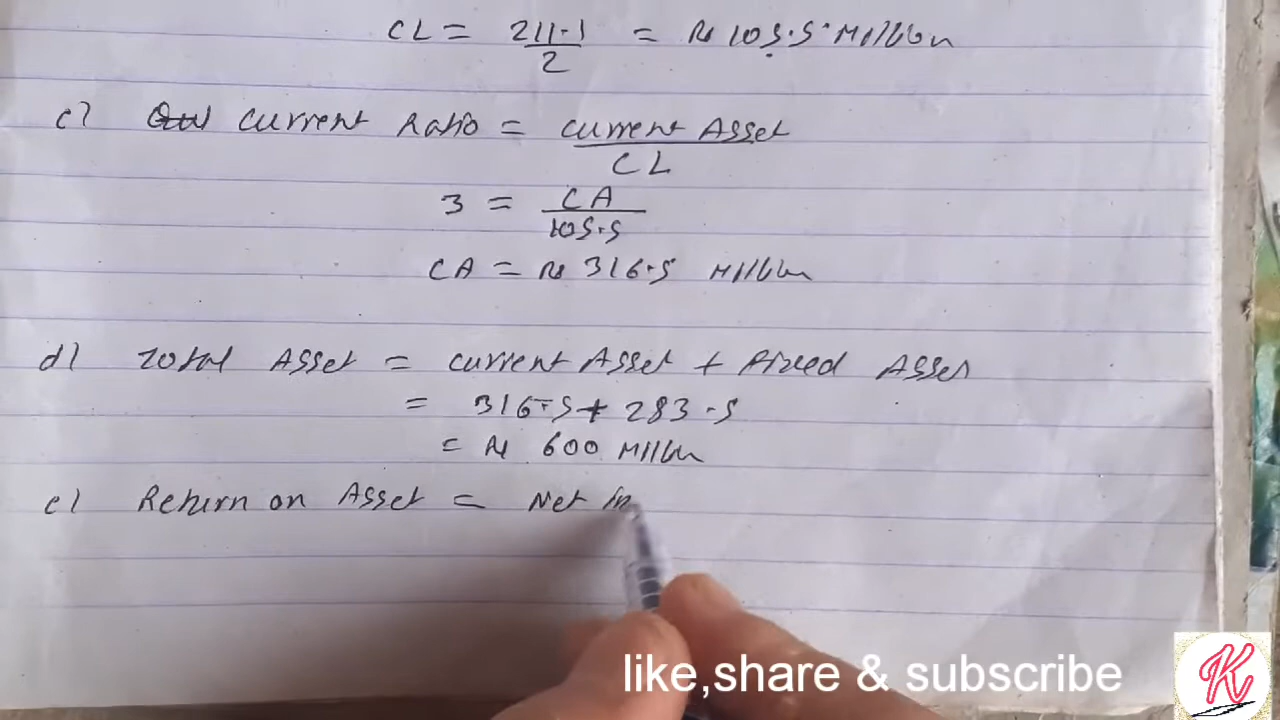 CL = 211.1 / 2 = Rs 105.5 Million
c) Current Ratio = Current Asset / CL
3 = CA / 105.5
CA = Rs 316.5 Million
d) Total Asset = Current Asset + Fixed Asset
= 316.5 + 283.5
= Rs 600 Million
e) Return on Asset = Net in
like,share & subscribe
K